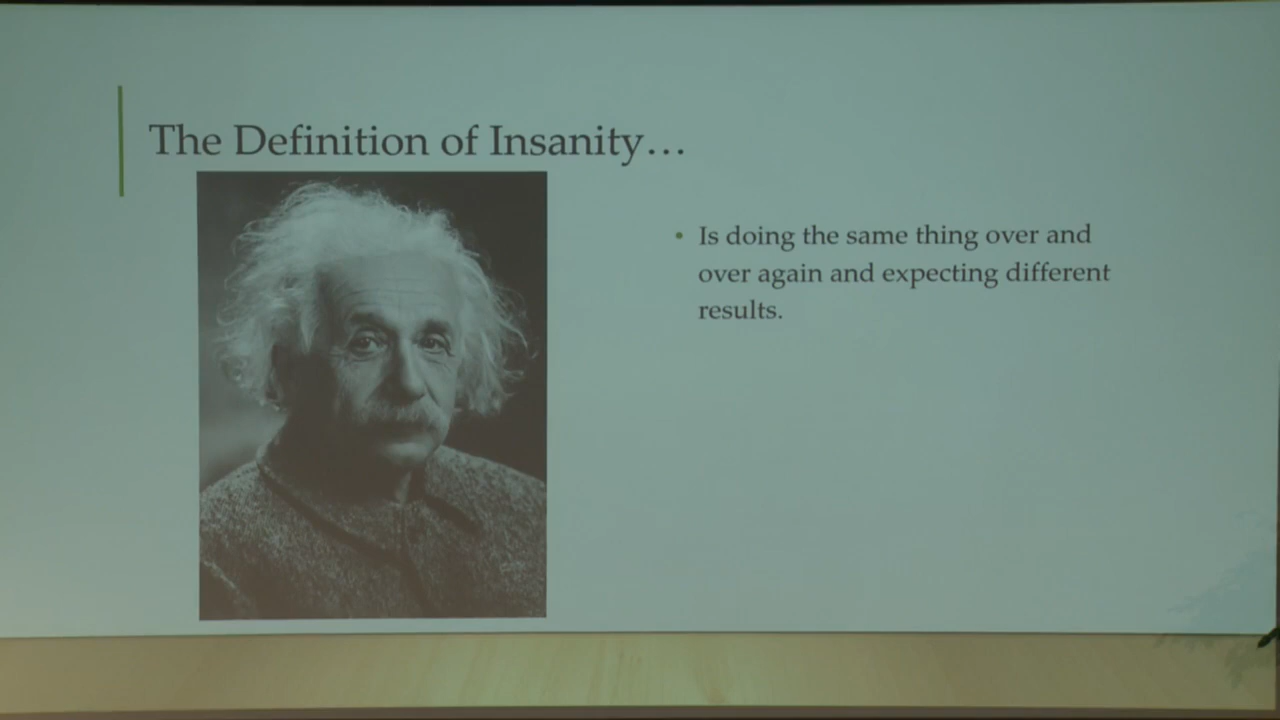 The Definition of Insanity…
• Is doing the same thing over and
over again and expecting different
results.